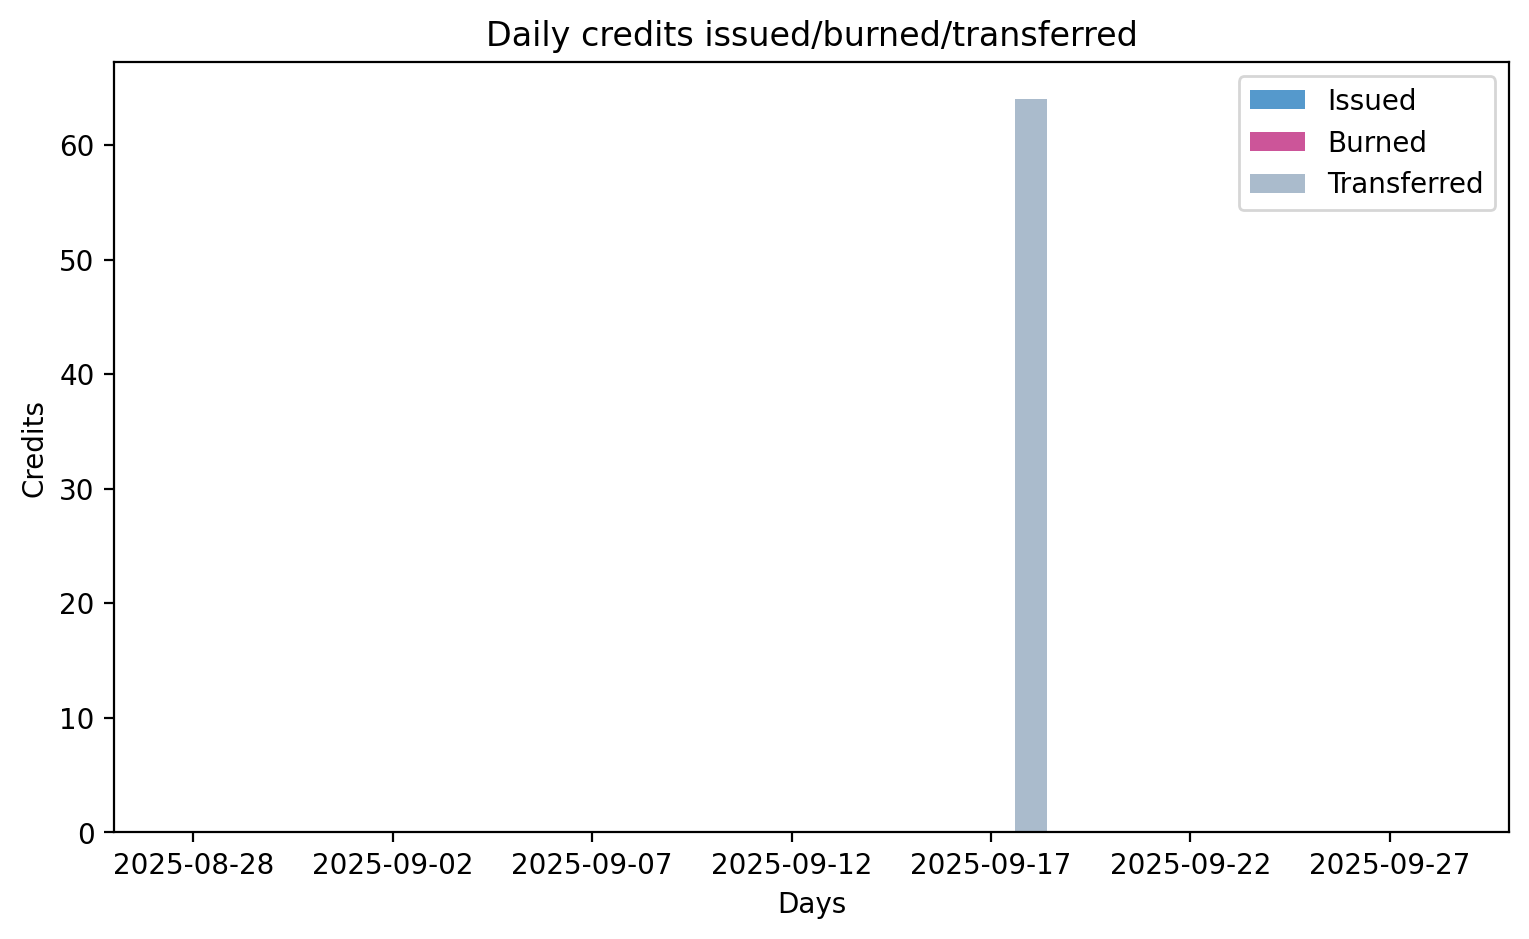 Daily credits issued/burned/transferred
Issued
Burned
Transferred
Credits
60
50
40
30
20
10
0
2025-08-28 2025-09-02 2025-09-07 2025-09-12 2025-09-17 2025-09-22 2025-09-27
Days